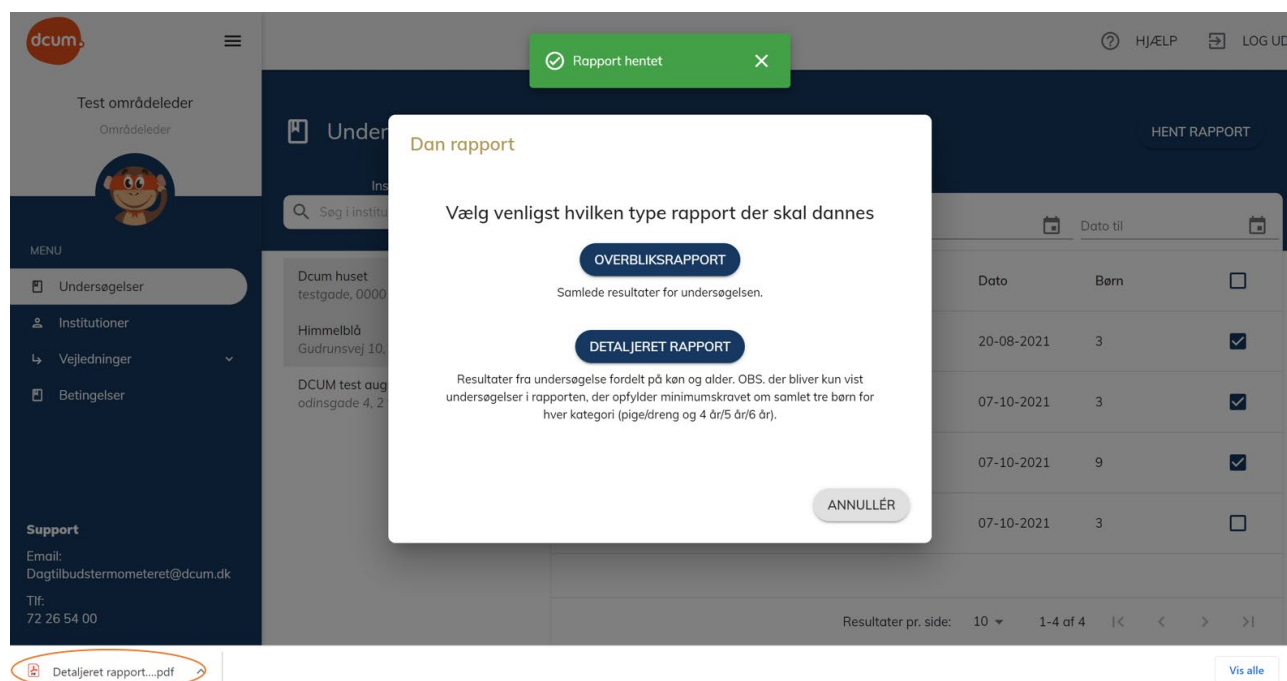 dcum.
HJÆLP
LOG UD
Rapport hentet
Test områdeleder
Områdeleder
MENU
Undersøgelser
Institutioner
Vejledninger
Betingelser
Support
Email:
Dagtilbudstermometeret@dcum.dk
Tlf:
72 26 54 00
Under
HENT RAPPORT
Ins
Søg i institu
Dato til
Dcum huset
testgade, 0000
Himmelblå
Gudrunsvej 10,
DCUM test aug
odinsgade 4, 2
Dan rapport
Vælg venligst hvilken type rapport der skal dannes
OVERBLIKSRAPPORT
Samlede resultater for undersøgelsen.
DETALJERET RAPPORT
Resultater fra undersøgelse fordelt på køn og alder. OBS. der bliver kun vist
undersøgelser i rapporten, der opfylder minimumskravet om samlet tre børn for
hver kategori (pige/dreng og 4 år/5 år/6 år).
ANNULLÉR
Dato Børn
20-08-2021 3
07-10-2021 3
07-10-2021 9
07-10-2021 3
Resultater pr. side: 10 1-4 af 4
Detaljeret rapport....pdf
Vis alle